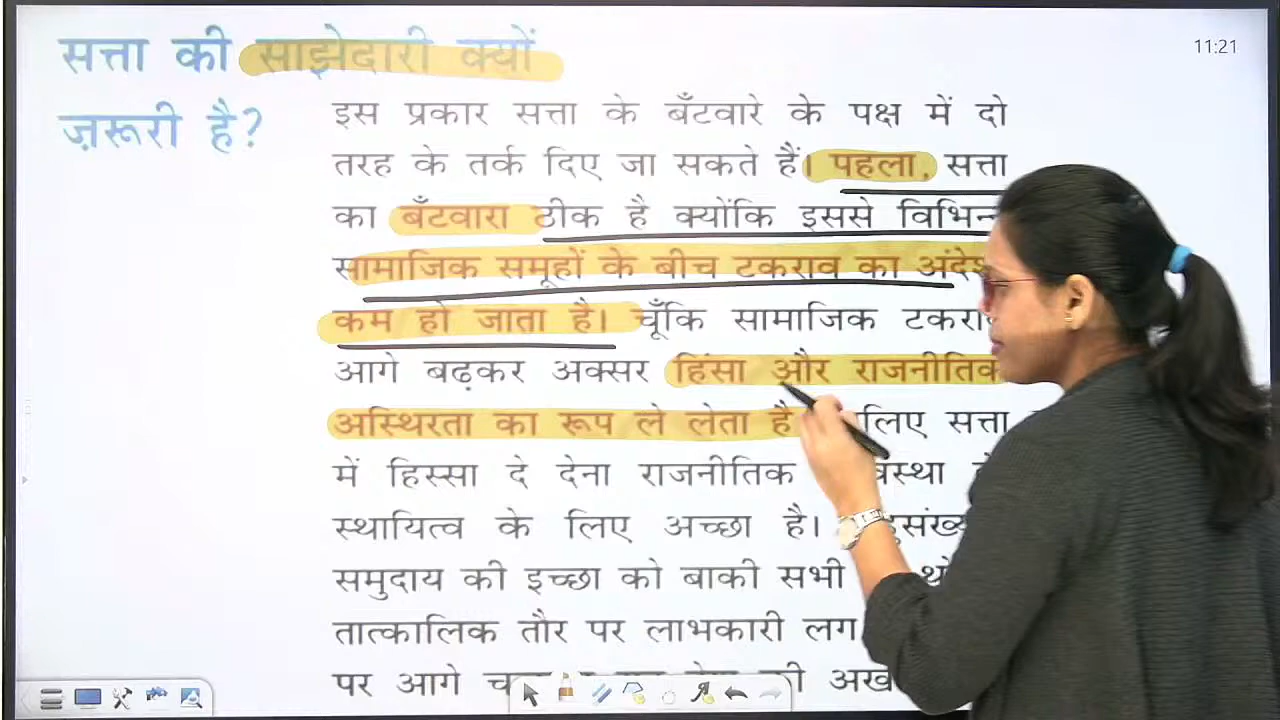 सत्ता की साझेदारी क्यों
ज़रूरी है?
11:21
इस प्रकार सत्ता के बँटवारे के पक्ष में दो
तरह के तर्क दिए जा सकते हैं। पहला, सत्ता
का बँटवारा ठीक है क्योंकि इससे विभिन्न
सामाजिक समूहों के बीच टकराव का
कम हो जाता है। चूँकि सामाजिक
आगे बढ़कर अक्सर हिंसा और राजनीतिक
अस्थिरता का रूप ले लेता है सत्ता
में हिस्सा दे देना राजनीतिक
स्थायित्व के लिए अच्छा है।
समुदाय की इच्छा को बाकी सभी
तात्कालिक तौर पर लाभकारी लग
पर आगे